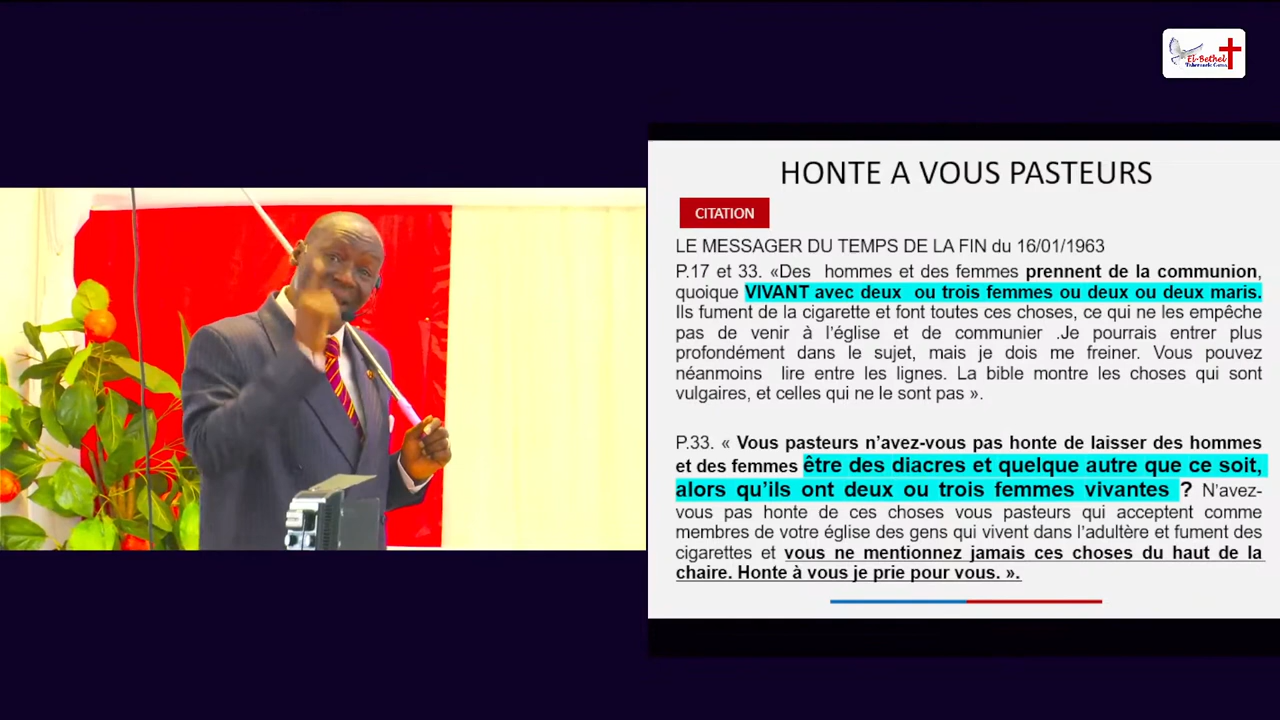 El-Bethel
HONTE A VOUS PASTEURS
CITATION
LE MESSAGER DU TEMPS DE LA FIN du 16/01/1963
P.17 et 33. «Des hommes et des femmes prennent de la communion,
quoique VIVANT avec deux ou trois femmes ou deux ou deux maris.
Ils fument de la cigarette et font toutes ces choses, ce qui ne les empêche
pas de venir à l’église et de communier .Je pourrais entrer plus
profondément dans le sujet, mais je dois me freiner. Vous pouvez
néanmoins lire entre les lignes. La bible montre les choses qui sont
vulgaires, et celles qui ne le sont pas ».
P.33. « Vous pasteurs n’avez-vous pas honte de laisser des hommes
et des femmes être des diacres et quelque autre que ce soit,
alors qu’ils ont deux ou trois femmes vivantes ? N’avez-
vous pas honte de ces choses vous pasteurs qui acceptent comme
membres de votre église des gens qui vivent dans l’adultère et fument des
cigarettes et vous ne mentionnez jamais ces choses du haut de la
chaire. Honte à vous je prie pour vous. ».